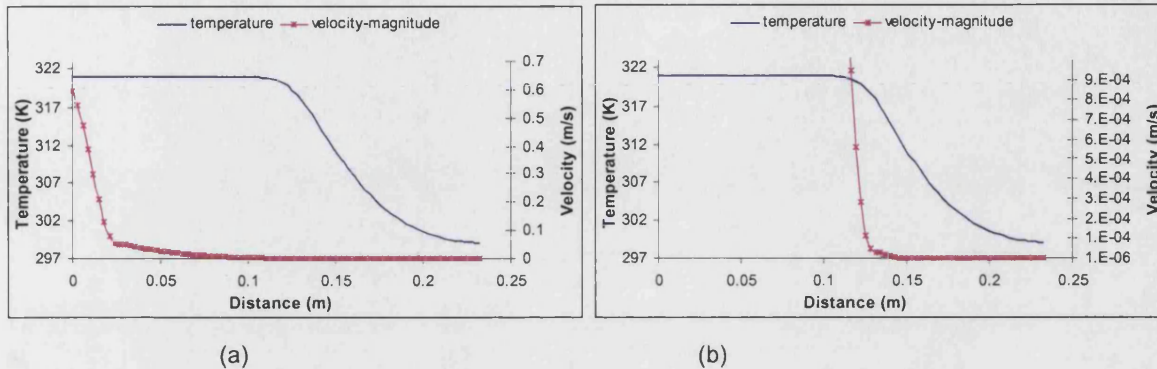 temperature velocity-magnitude
322
317
312
307
302
297
Temperature (K)
0.7
0.6
0.5
0.4
0.3
0.2
0.1
0
Velocity (m/s)
0 0.05 0.1 0.15 0.2 0.25
Distance (m)
(a)
temperature velocity-magnitude
322
317
312
307
302
297
Temperature (K)
9.E-04
8.E-04
7.E-04
6.E-04
5.E-04
4.E-04
3.E-04
2.E-04
1.E-04
1.E-06
Velocity (m/s)
0 0.05 0.1 0.15 0.2 0.25
Distance (m)
(b)